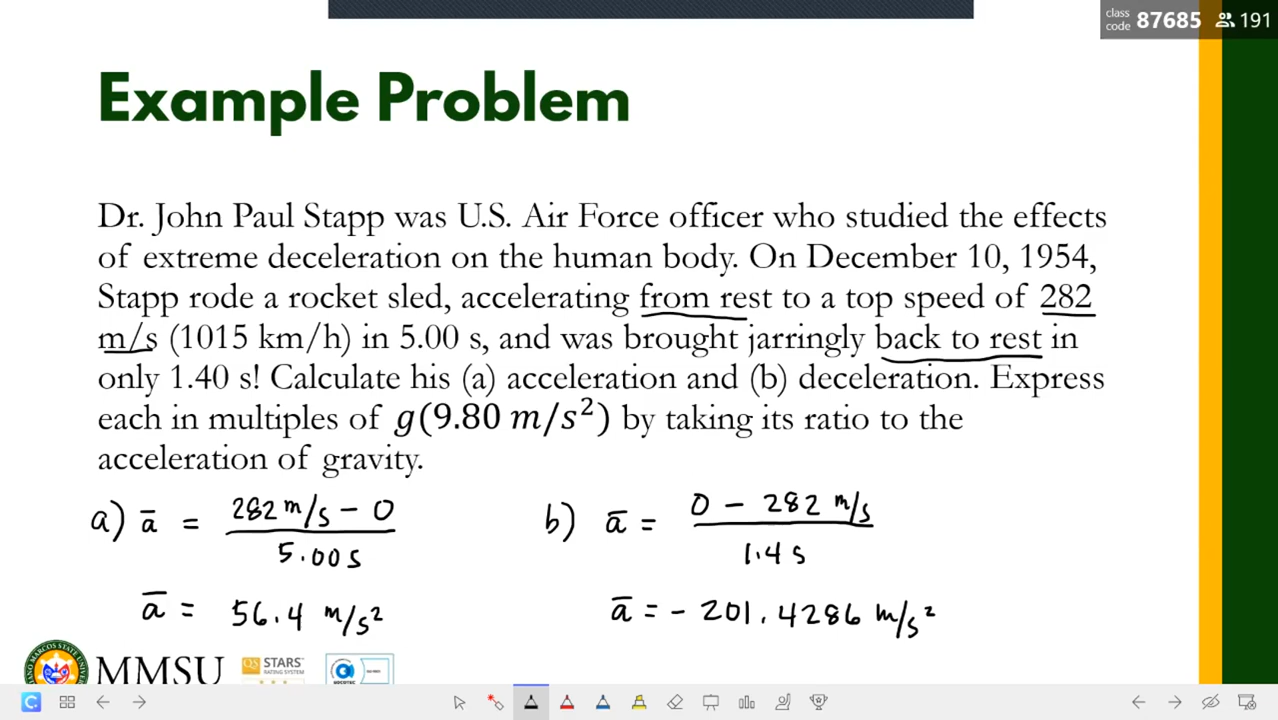 class code 87685 191
Example Problem
Dr. John Paul Stapp was U.S. Air Force officer who studied the effects
of extreme deceleration on the human body. On December 10, 1954,
Stapp rode a rocket sled, accelerating from rest to a top speed of 282
m/s (1015 km/h) in 5.00 s, and was brought jarringly back to rest in
only 1.40 s! Calculate his (a) acceleration and (b) deceleration. Express
each in multiples of g(9.80 m/s²) by taking its ratio to the
acceleration of gravity.
a) ā = 282 m/s - 0 / 5.00 s
b) ā = 0 - 282 m/s / 1.4 s
ā = 56.4 m/s²
ā = - 201.4286 m/s²
MMSU
QS STARS
RATING SYSTEM